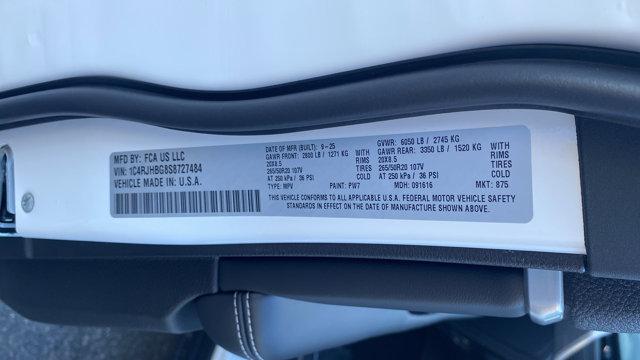 MFD BY: FCA US LLC
VIN: 1C4RJHBG8S8727484
VEHICLE MADE IN U.S.A.
DATE OF MFR (BUILT): 9-25 GVWR: 6050 LB / 2745 KG
GAWR FRONT: 2800 LB / 1271 KG WITH GAWR REAR: 3350 LB / 1520 KG WITH
20X8.5 RIMS 20X8.5 RIMS
265/50R20 107V TIRES 265/50R20 107V TIRES
AT 250 kPa / 36 PSI COLD AT 250 kPa / 36 PSI COLD
TYPE: MPV PAINT: PW7 MDH: 091616 MKT: 875
THIS VEHICLE CONFORMS TO ALL APPLICABLE U.S.A. FEDERAL MOTOR VEHICLE SAFETY
STANDARDS IN EFFECT ON THE DATE OF MANUFACTURE SHOWN ABOVE.